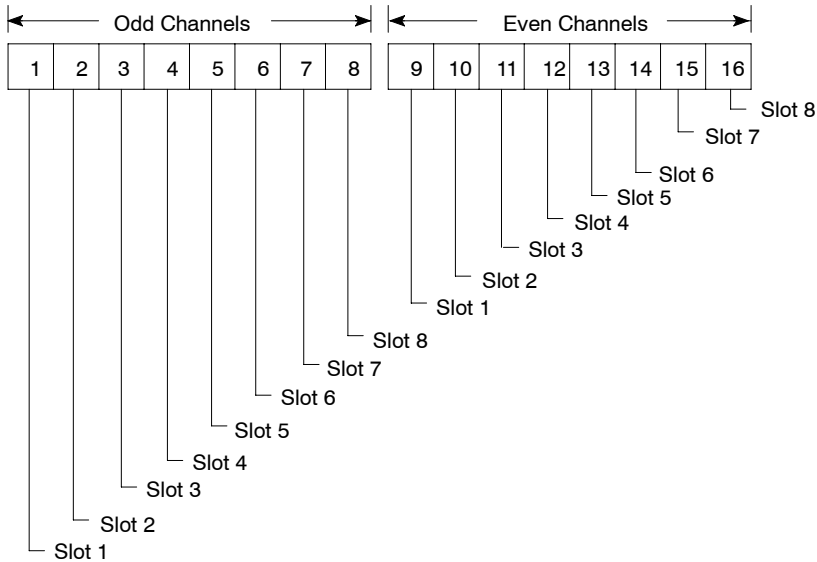 Odd Channels Even Channels
1 2 3 4 5 6 7 8 9 10 11 12 13 14 15 16
Slot 8
Slot 7
Slot 6
Slot 5
Slot 4
Slot 3
Slot 2
Slot 1
Slot 8
Slot 7
Slot 6
Slot 5
Slot 4
Slot 3
Slot 2
Slot 1